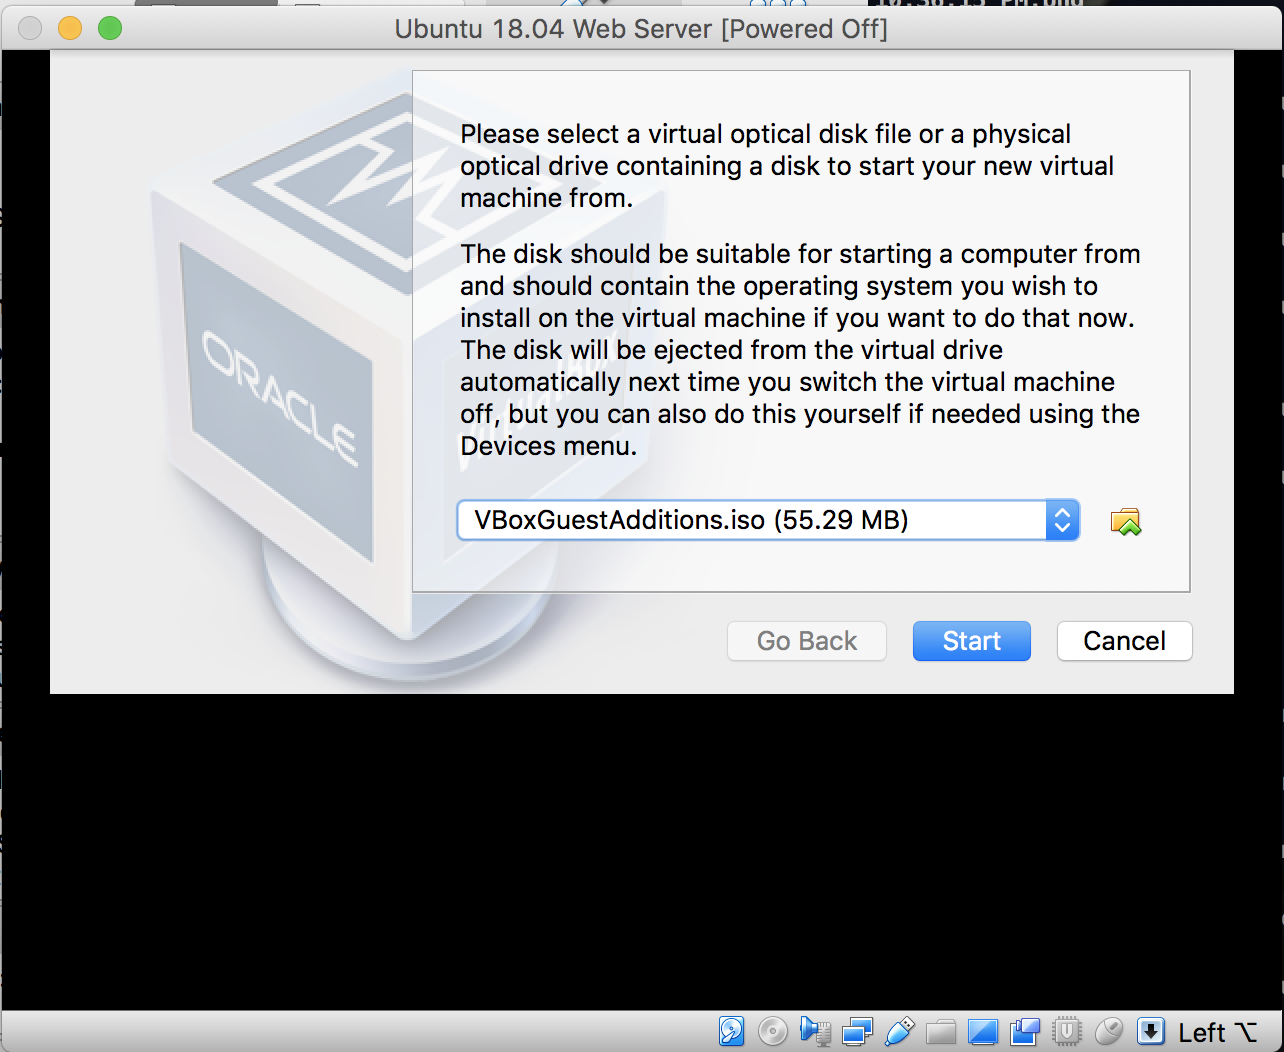 Ubuntu 18.04 Web Server [Powered Off]
Please select a virtual optical disk file or a physical
optical drive containing a disk to start your new virtual
machine from.
The disk should be suitable for starting a computer from
and should contain the operating system you wish to
install on the virtual machine if you want to do that now.
The disk will be ejected from the virtual drive
automatically next time you switch the virtual machine
off, but you can also do this yourself if needed using the
Devices menu.
ORACLE
VirtualBox
VBoxGuestAdditions.iso (55.29 MB)
Go Back
Start
Cancel
Left ⌥